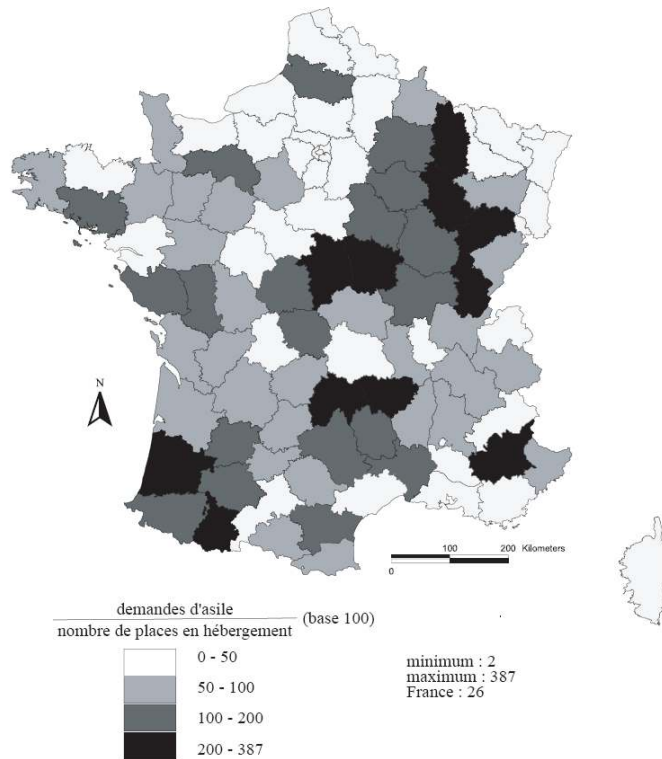 N
100 200 Kilometers
0
demandes d'asile
nombre de places en hébergement (base 100)
0 - 50
50 - 100
100 - 200
200 - 387
minimum : 2
maximum : 387
France : 26